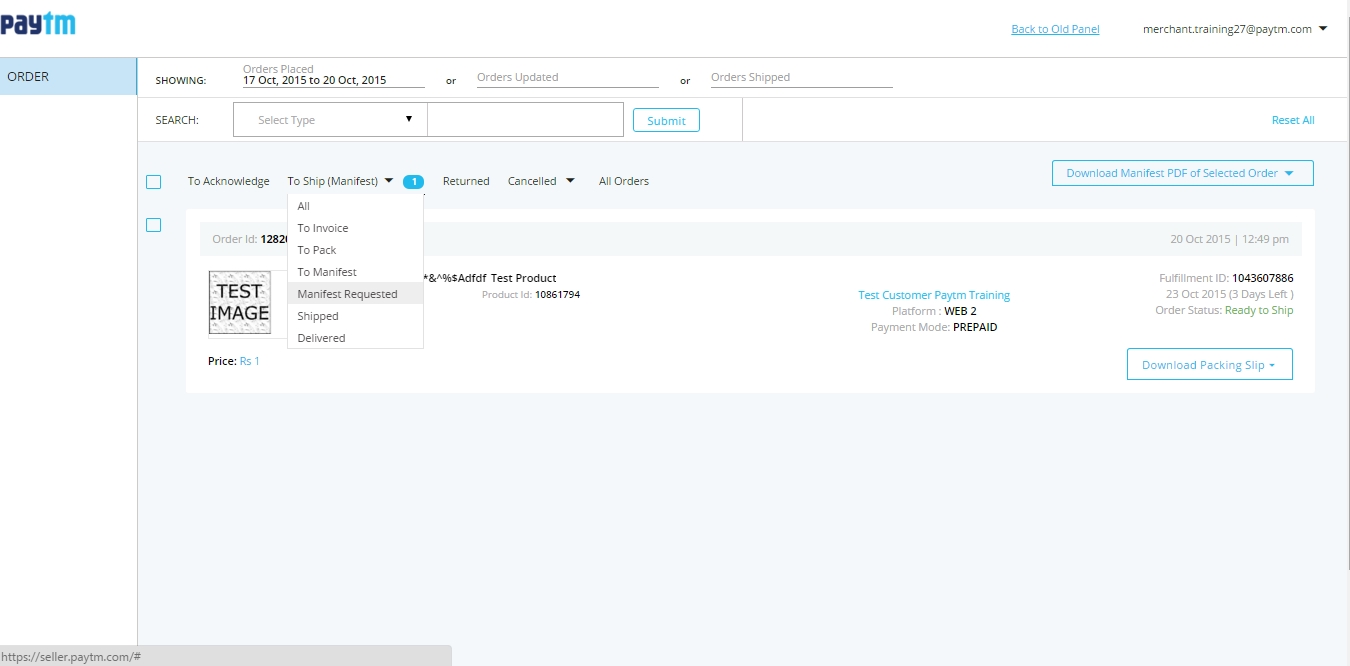 paytm
Back to Old Panel
merchant.training27@paytm.com
ORDER
SHOWING:
Orders Placed
17 Oct, 2015 to 20 Oct, 2015
or
Orders Updated
or
Orders Shipped
SEARCH:
Select Type
Submit
Reset All
To Acknowledge
To Ship (Manifest)
1
Returned
Cancelled
All Orders
Download Manifest PDF of Selected Order
All
To Invoice
To Pack
To Manifest
Manifest Requested
Shipped
Delivered
Order Id: 12820
20 Oct 2015 | 12:49 pm
TEST
IMAGE
*&^%$Adfdf Test Product
Product Id: 10861794
Test Customer Paytm Training
Platform : WEB 2
Payment Mode: PREPAID
Fulfillment ID: 1043607886
23 Oct 2015 (3 Days Left )
Order Status: Ready to Ship
Price: Rs 1
Download Packing Slip
https://seller.paytm.com/#